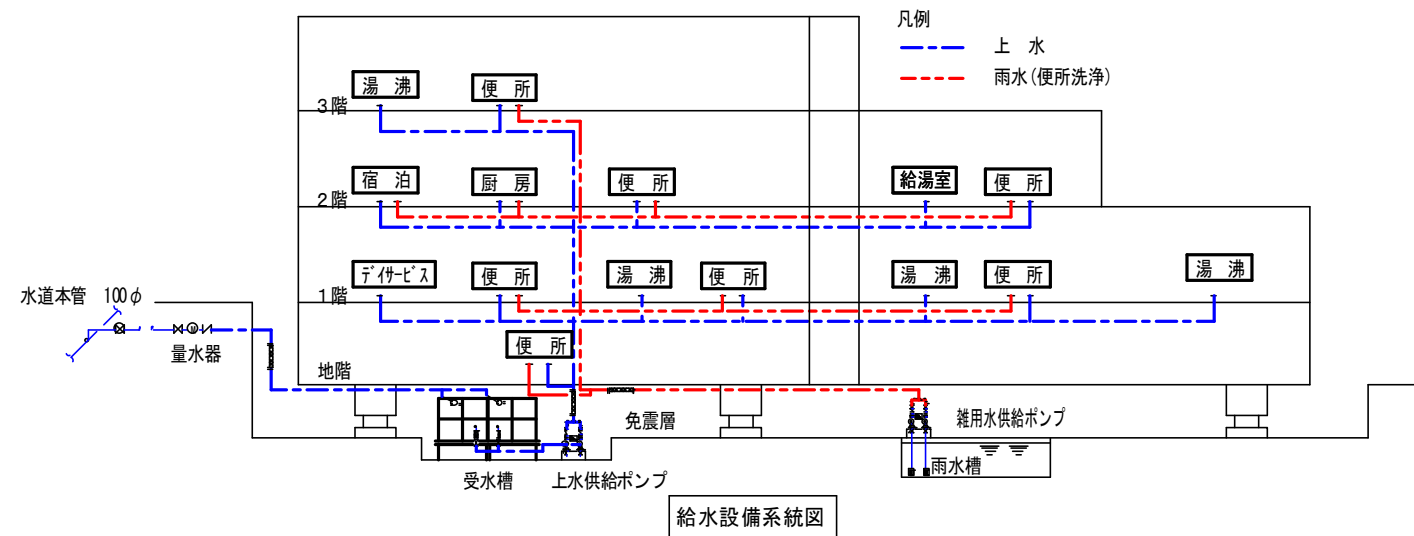 凡例
上 水
雨水(便所洗浄)
湯 沸
便 所
3階
宿 泊
厨 房
便 所
給湯室
便 所
2階
デイサービス
便 所
湯 沸
便 所
湯 沸
便 所
湯 沸
1階
水道本管 100φ
量水器
M
便 所
地階
免震層
雑用水供給ポンプ
雨水槽
受水槽
上水供給ポンプ
給水設備系統図